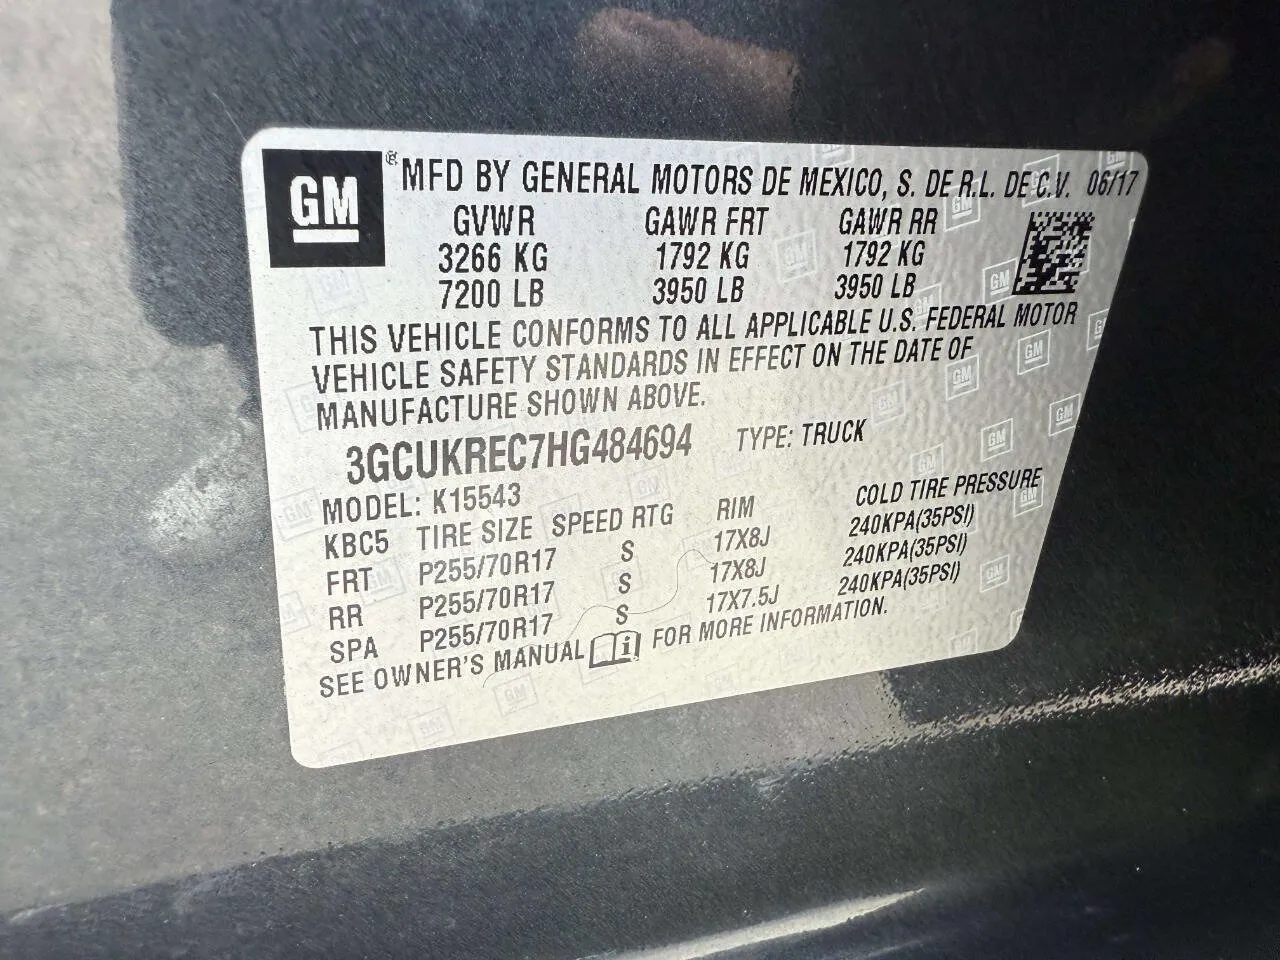 GM
® MFD BY GENERAL MOTORS DE MEXICO, S. DE R.L. DE C.V. 06/17
GVWR GAWR FRT GAWR RR
3266 KG 1792 KG 1792 KG
7200 LB 3950 LB 3950 LB
THIS VEHICLE CONFORMS TO ALL APPLICABLE U.S. FEDERAL MOTOR
VEHICLE SAFETY STANDARDS IN EFFECT ON THE DATE OF
MANUFACTURE SHOWN ABOVE.
3GCUKREC7HG484694 TYPE: TRUCK
MODEL: K15543
KBC5 TIRE SIZE SPEED RTG RIM COLD TIRE PRESSURE
FRT P255/70R17 S 17X8J 240KPA(35PSI)
RR P255/70R17 S 17X8J 240KPA(35PSI)
SPA P255/70R17 S 17X7.5J 240KPA(35PSI)
SEE OWNER'S MANUAL i FOR MORE INFORMATION.